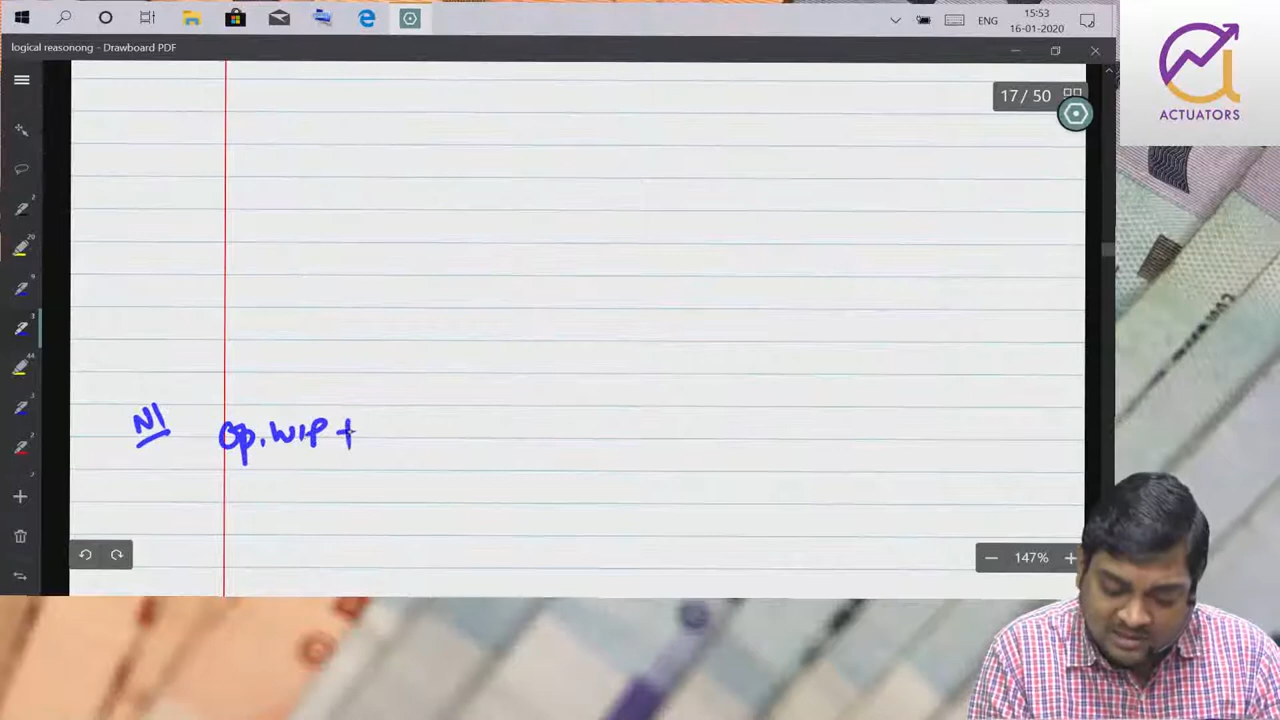 15:53
ENG
16-01-2020
logical reasonong - Drawboard PDF
17 / 50
ACTUATORS
N1 Op. WIP +
147%